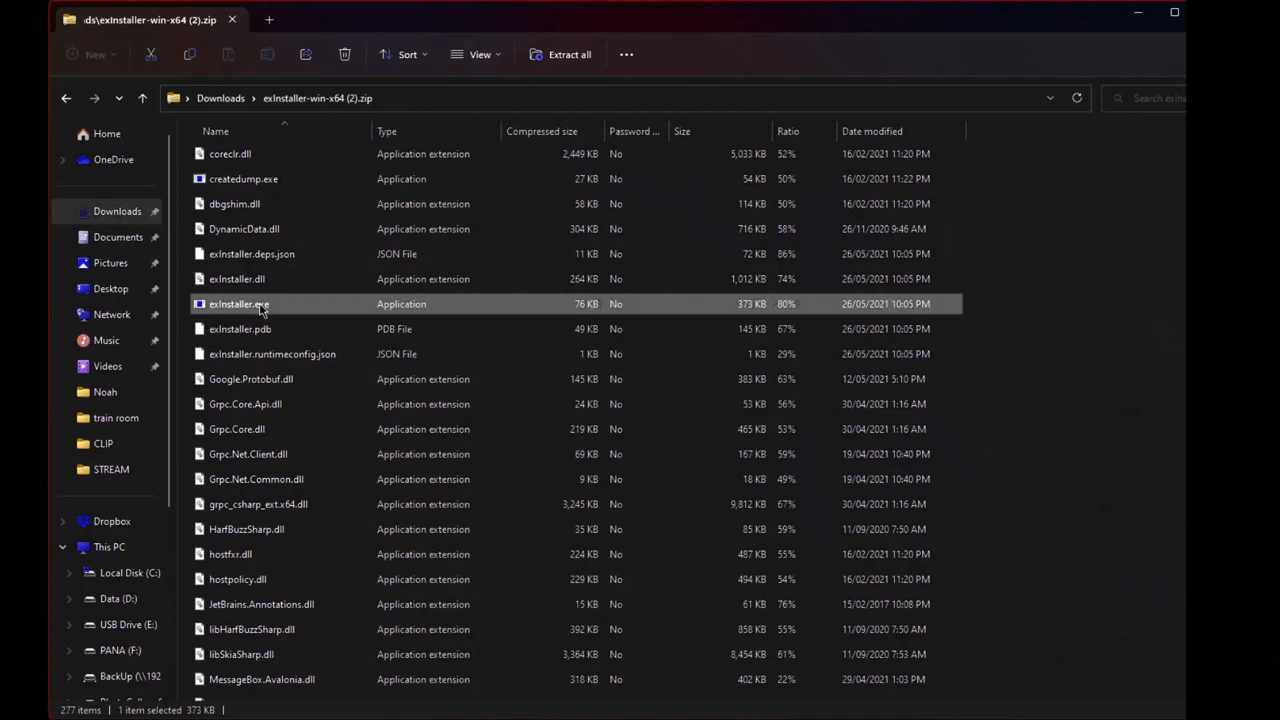 ds\exInstaller-win-x64 (2).zip
New
Sort
View
Extract all
Downloads > exInstaller-win-x64 (2).zip
Search exIns
Name Type Compressed size Password ... Size Ratio Date modified
Home
OneDrive
Downloads
Documents
Pictures
Desktop
Network
Music
Videos
Noah
train room
CLIP
STREAM
Dropbox
This PC
Local Disk (C:)
Data (D:)
USB Drive (E:)
PANA (F:)
BackUp (\\192
coreclr.dll Application extension 2,449 KB No 5,033 KB 52% 16/02/2021 11:20 PM
createdump.exe Application 27 KB No 54 KB 50% 16/02/2021 11:22 PM
dbgshim.dll Application extension 58 KB No 114 KB 50% 16/02/2021 11:20 PM
DynamicData.dll Application extension 304 KB No 716 KB 58% 26/11/2020 9:46 AM
exInstaller.deps.json JSON File 11 KB No 72 KB 86% 26/05/2021 10:05 PM
exInstaller.dll Application extension 264 KB No 1,012 KB 74% 26/05/2021 10:05 PM
exInstaller.exe Application 76 KB No 373 KB 80% 26/05/2021 10:05 PM
exInstaller.pdb PDB File 49 KB No 145 KB 67% 26/05/2021 10:05 PM
exInstaller.runtimeconfig.json JSON File 1 KB No 1 KB 29% 26/05/2021 10:05 PM
Google.Protobuf.dll Application extension 145 KB No 383 KB 63% 12/05/2021 5:10 PM
Grpc.Core.Api.dll Application extension 24 KB No 53 KB 56% 30/04/2021 1:16 AM
Grpc.Core.dll Application extension 219 KB No 465 KB 53% 30/04/2021 1:16 AM
Grpc.Net.Client.dll Application extension 69 KB No 167 KB 59% 19/04/2021 10:40 PM
Grpc.Net.Common.dll Application extension 9 KB No 18 KB 49% 19/04/2021 10:40 PM
grpc_csharp_ext.x64.dll Application extension 3,245 KB No 9,812 KB 67% 30/04/2021 1:16 AM
HarfBuzzSharp.dll Application extension 35 KB No 85 KB 59% 11/09/2020 7:50 AM
hostfxr.dll Application extension 224 KB No 487 KB 55% 16/02/2021 11:20 PM
hostpolicy.dll Application extension 229 KB No 494 KB 54% 16/02/2021 11:20 PM
JetBrains.Annotations.dll Application extension 15 KB No 61 KB 76% 15/02/2017 10:08 PM
libHarfBuzzSharp.dll Application extension 392 KB No 858 KB 55% 11/09/2020 7:50 AM
libSkiaSharp.dll Application extension 3,364 KB No 8,454 KB 61% 11/09/2020 7:53 AM
MessageBox.Avalonia.dll Application extension 318 KB No 402 KB 22% 29/04/2021 1:03 PM
277 items 1 item selected 373 KB